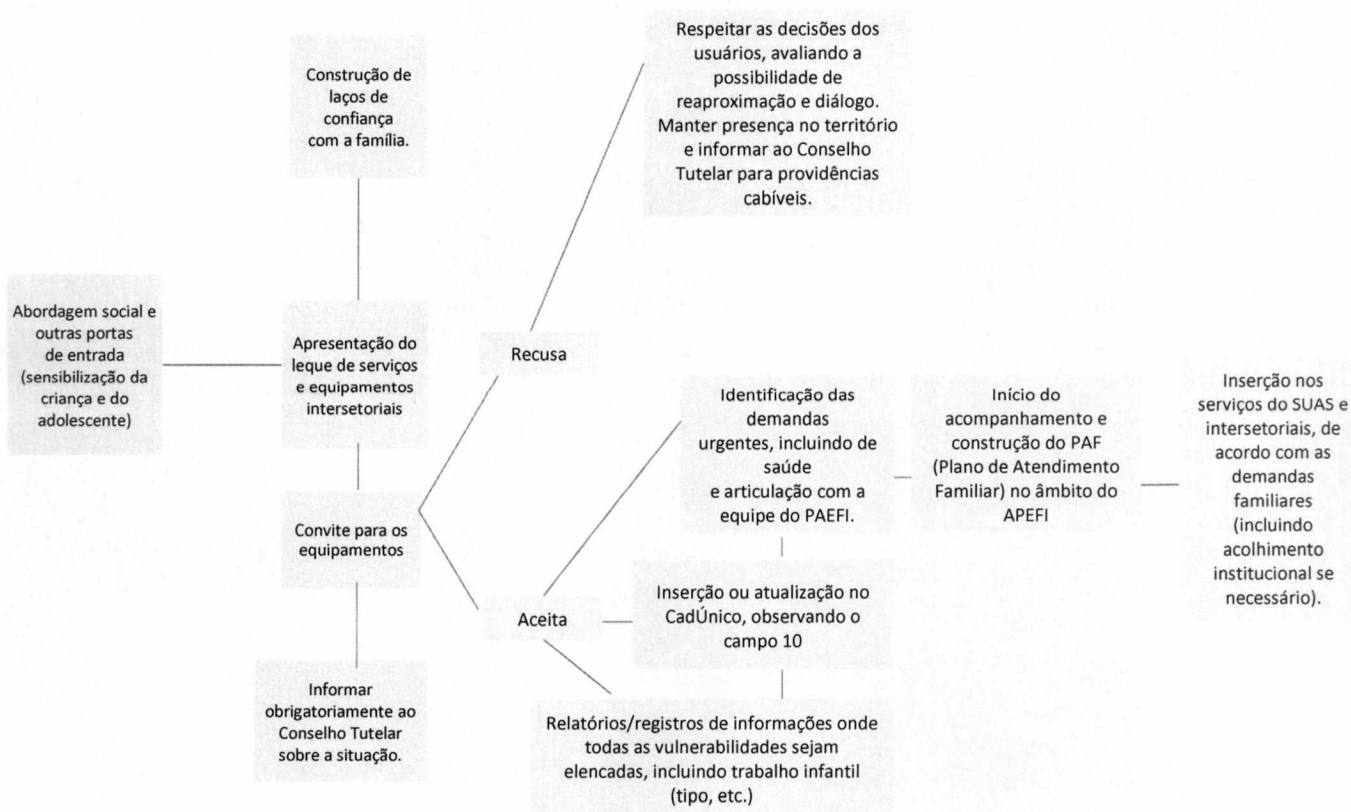 Abordagem social e
outras portas
de entrada
(sensibilização da
criança e do
adolescente)
Construção de
laços de
confiança
com a família.
Apresentação do
leque de serviços
e equipamentos
intersetoriais
Convite para os
equipamentos
Informar
obrigatoriamente ao
Conselho Tutelar
sobre a situação.
Recusa
Respeitar as decisões dos
usuários, avaliando a
possibilidade de
reaproximação e diálogo.
Manter presença no território
e informar ao Conselho
Tutelar para providências
cabíveis.
Aceita
Identificação das
demandas
urgentes, incluindo de
saúde
e articulação com a
equipe do PAEFI.
Inserção ou atualização no
CadÚnico, observando o
campo 10
Relatórios/registros de informações onde
todas as vulnerabilidades sejam
elencadas, incluindo trabalho infantil
(tipo, etc.)
Início do
acompanhamento e
construção do PAF
(Plano de Atendimento
Familiar) no âmbito do
APEFI
Inserção nos
serviços do SUAS e
intersetoriais, de
acordo com as
demandas
familiares
(incluindo
acolhimento
institucional se
necessário).